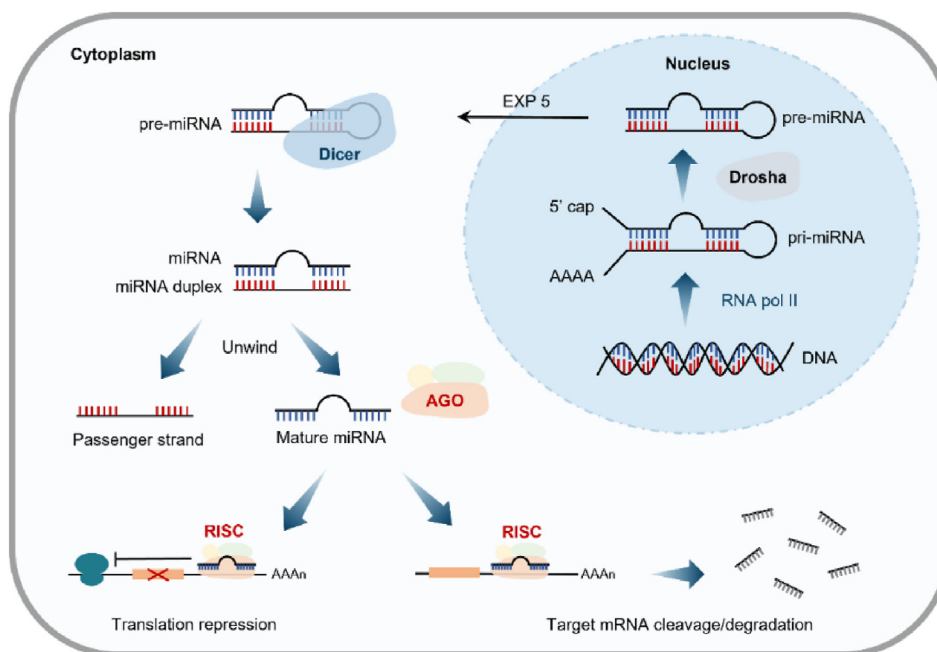 Cytoplasm
Nucleus
EXP 5
pre-miRNA
Dicer
pre-miRNA
Drosha
5' cap
pri-miRNA
AAAA
RNA pol II
DNA
miRNA
miRNA duplex
Unwind
AGO
Passenger strand
Mature miRNA
RISC
AAAn
RISC
AAAn
Translation repression
Target mRNA cleavage/degradation